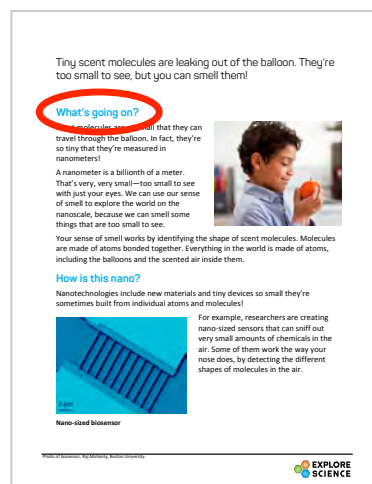 Tiny scent molecules are leaking out of the balloon. They're
too small to see, but you can smell them!
What's going on?
molecules are small that they can
travel through the balloon. In fact, they're
so tiny that they're measured in
nanometers!
A nanometer is a billionth of a meter.
That's very, very small—too small to see
with just your eyes. We can use our sense
of smell to explore the world on the
nanoscale, because we can smell some
things that are too small to see.
Your sense of smell works by identifying the shape of scent molecules. Molecules
are made of atoms bonded together. Everything in the world is made of atoms,
including the balloons and the scented air inside them.
How is this nano?
Nanotechnologies include new materials and tiny devices so small they're
sometimes built from individual atoms and molecules!
For example, researchers are creating
nano-sized sensors that can sniff out
very small amounts of chemicals in the
air. Some of them work the way your
nose does, by detecting the different
shapes of molecules in the air.
2 µm
Nano-sized biosensor
Photo of biosensor, Raj Mohanty, Boston University.
EXPLORE
SCIENCE